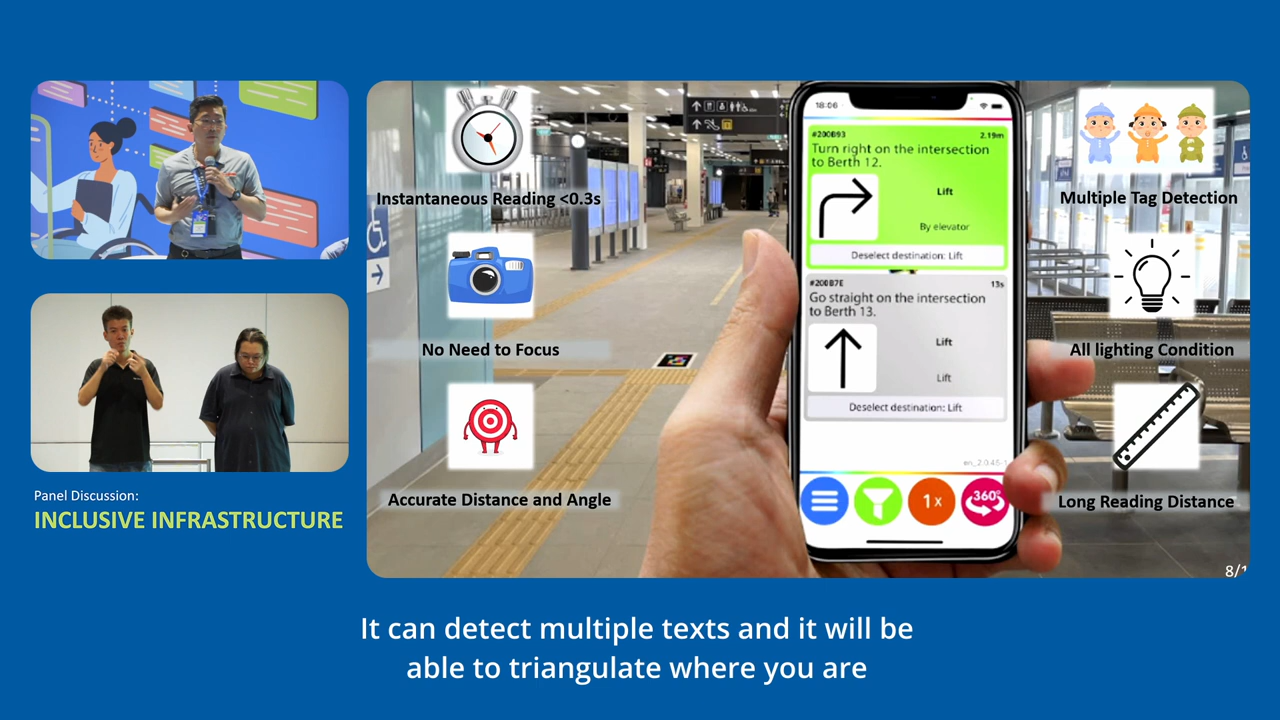 Panel Discussion:
INCLUSIVE INFRASTRUCTURE
Instantaneous Reading <0.3s
No Need to Focus
Accurate Distance and Angle
18:06
#200B93 2.19m
Turn right on the intersection
to Berth 12.
Lift
By elevator
Deselect destination: Lift
#200B7E 13s
Go straight on the intersection
to Berth 13.
Lift
Lift
Deselect destination: Lift
1x
360°
Multiple Tag Detection
All lighting Condition
Long Reading Distance
It can detect multiple texts and it will be
able to triangulate where you are